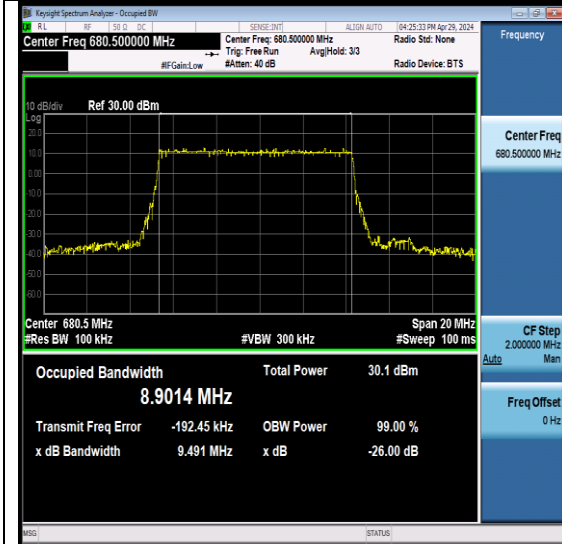 Keysight Spectrum Analyzer - Occupied BW
RL RF 50 Ω DC SENSE:INT ALIGN AUTO 04:25:33 PM Apr 29, 2024
Center Freq 680.500000 MHz
Center Freq: 680.500000 MHz
Radio Std: None
Trig: Free Run Avg|Hold: 3/3
#IFGain:Low #Atten: 40 dB Radio Device: BTS
Frequency
10 dB/div Ref 30.00 dBm
Log
20.0
10.0
0.00
-10.0
-20.0
-30.0
-40.0
-50.0
-60.0
Center Freq
680.500000 MHz
Center 680.5 MHz Span 20 MHz
#Res BW 100 kHz #VBW 300 kHz #Sweep 100 ms
CF Step
2.000000 MHz
Auto Man
Occupied Bandwidth Total Power 30.1 dBm
8.9014 MHz
Transmit Freq Error -192.45 kHz OBW Power 99.00 %
x dB Bandwidth 9.491 MHz x dB -26.00 dB
Freq Offset
0 Hz
MSG STATUS